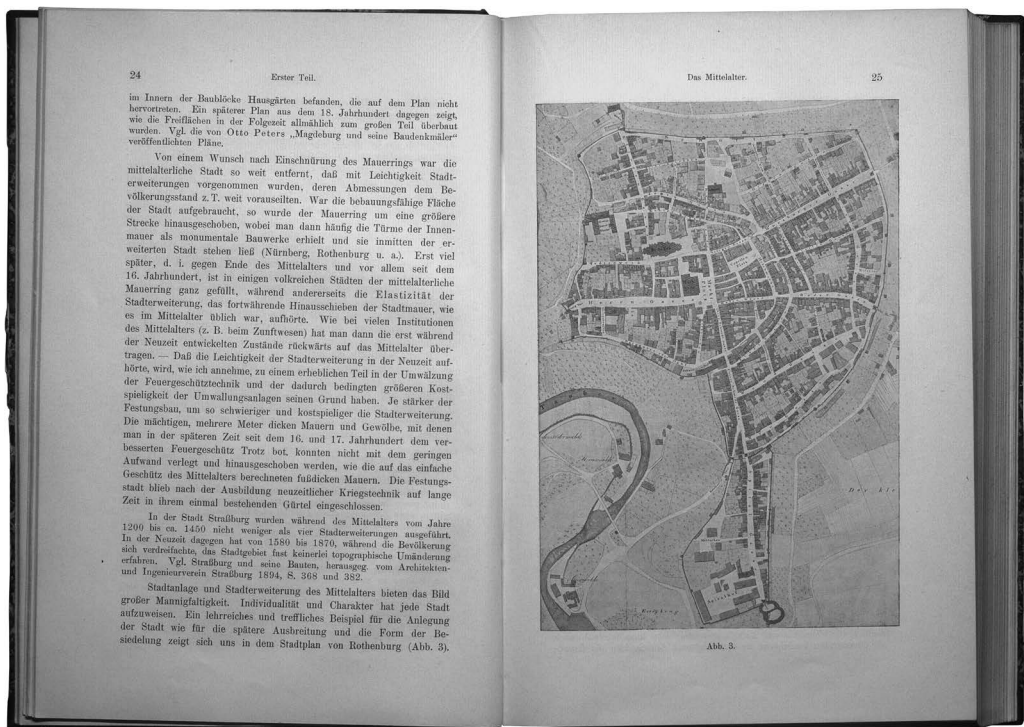 24
Erster Teil.
im Innern der Baublöcke Hausgärten befanden, die auf dem Plan nicht
hervortreten. Ein späterer Plan aus dem 18. Jahrhundert dagegen zeigt,
wie die Freiflächen in der Folgezeit allmählich zum großen Teil überbaut
wurden. Vgl. die von Otto Peters „Magdeburg und seine Baudenkmäler“
veröffentlichten Pläne.
Von einem Wunsch nach Einschnürung des Mauerrings war die
mittelalterliche Stadt so weit entfernt, daß mit Leichtigkeit Stadt-
erweiterungen vorgenommen wurden, deren Abmessungen dem Be-
völkerungsstand z. T. weit vorauseilten. War die bebauungsfähige Fläche
der Stadt aufgebraucht, so wurde der Mauerring um eine größere
Strecke hinausgeschoben, wobei man dann häufig die Türme der Innen-
mauer als monumentale Bauwerke erhielt und sie inmitten der er-
weiterten Stadt stehen ließ (Nürnberg, Rothenburg u. a.). Erst viel
später, d. i. gegen Ende des Mittelalters und vor allem seit dem
16. Jahrhundert, ist in einigen volkreichen Städten der mittelalterliche
Mauerring ganz gefüllt, während andererseits die Elastizität der
Stadterweiterung, das fortwährende Hinausschieben der Stadtmauer, wie
es im Mittelalter üblich war, aufhörte. Wie bei vielen Institutionen
des Mittelalters (z. B. beim Zunftwesen) hat man dann die erst während
der Neuzeit entwickelten Zustände rückwärts auf das Mittelalter über-
tragen. — Daß die Leichtigkeit der Stadterweiterung in der Neuzeit auf-
hörte, wird, wie ich annehme, zu einem erheblichen Teil in der Umwälzung
der Feuergeschütztechnik und der dadurch bedingten größeren Kost-
spieligkeit der Umwallungsanlagen seinen Grund haben. Je stärker der
Festungsbau, um so schwieriger und kostspieliger die Stadterweiterung.
Die mächtigen, mehrere Meter dicken Mauern und Gewölbe, mit denen
man in der späteren Zeit seit dem 16. und 17. Jahrhundert dem ver-
besserten Feuergeschütz Trotz bot, konnten nicht mit dem geringen
Aufwand verlegt und hinausgeschoben werden, wie die auf das einfache
Geschütz des Mittelalters berechneten fußdicken Mauern. Die Festungs-
stadt blieb nach der Ausbildung neuzeitlicher Kriegstechnik auf lange
Zeit in ihrem einmal bestehenden Gürtel eingeschlossen.
In der Stadt Straßburg wurden während des Mittelalters vom Jahre
1200 bis ca. 1450 nicht weniger als vier Stadterweiterungen ausgeführt.
In der Neuzeit dagegen hat von 1580 bis 1870, während die Bevölkerung
sich verdreifachte, das Stadtgebiet fast keinerlei topographische Umänderung
erfahren. Vgl. Straßburg und seine Bauten, herausgeg. vom Architekten-
und Ingenieurverein Straßburg 1894, S. 368 und 382.
Stadtanlage und Stadterweiterung des Mittelalters bieten das Bild
großer Mannigfaltigkeit. Individualität und Charakter hat jede Stadt
aufzuweisen. Ein lehrreiches und treffliches Beispiel für die Anlegung
der Stadt wie für die spätere Ausbreitung und die Form der Be-
siedelung zeigt sich uns in dem Stadtplan von Rothenburg (Abb. 3).
Das Mittelalter.
25
Abb. 3.